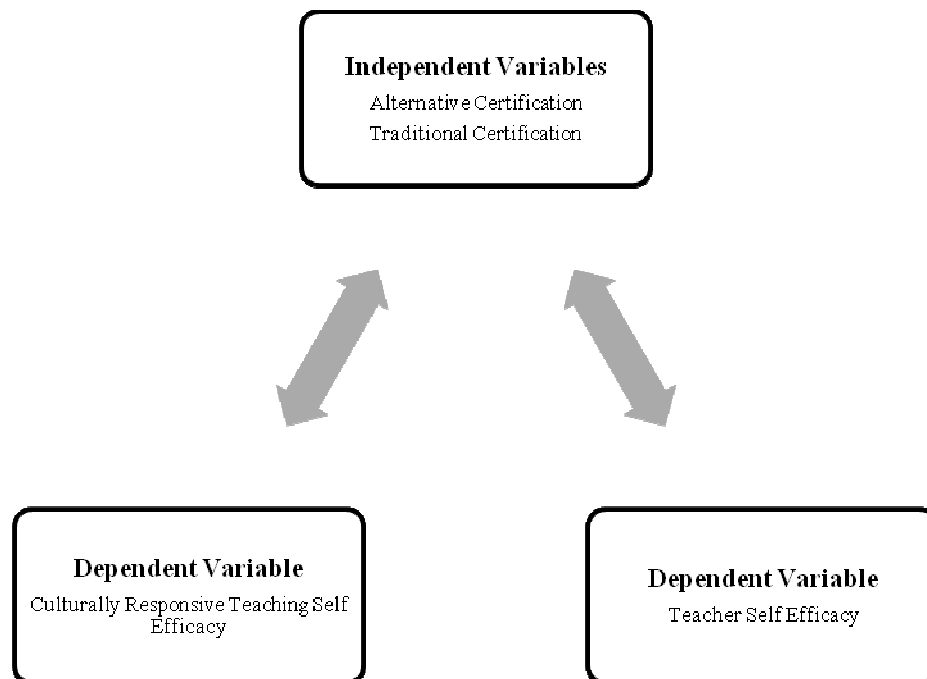 Independent Variables
Alternative Certification
Traditional Certification
Dependent Variable
Culturally Responsive Teaching Self
Efficacy
Dependent Variable
Teacher Self Efficacy